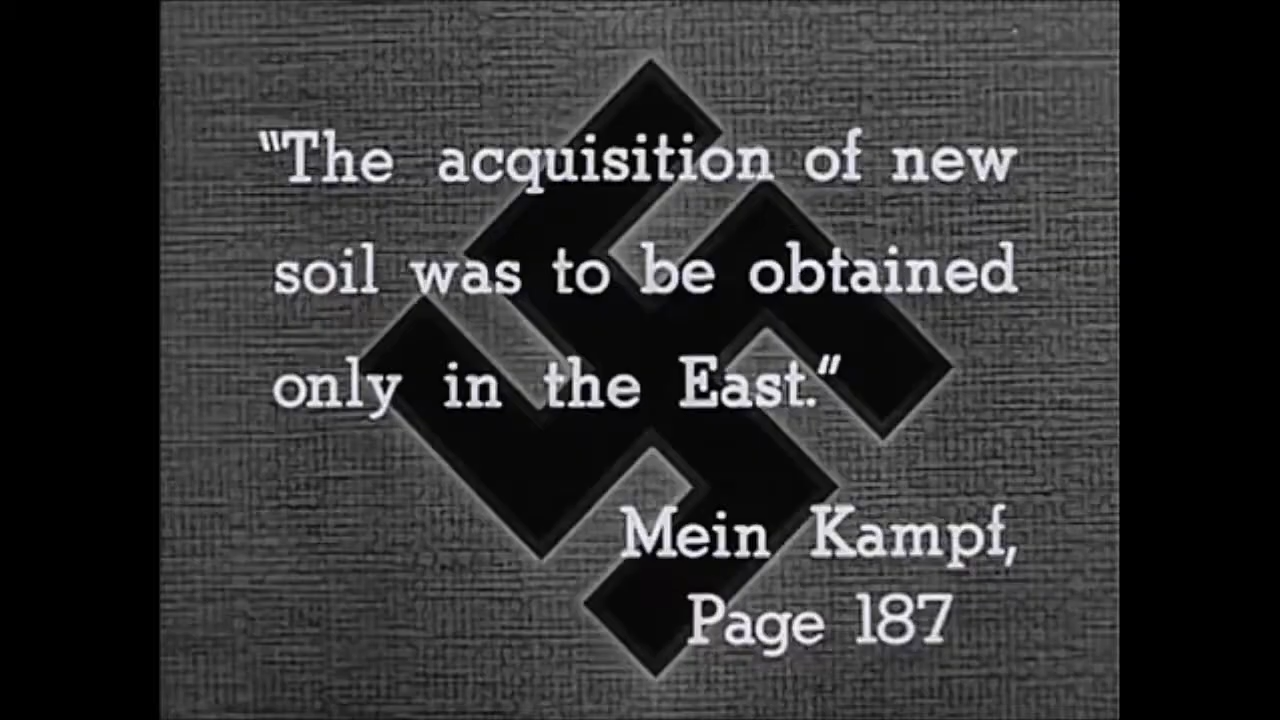 "The acquisition of new
soil was to be obtained
only in the East."
Mein Kampf,
Page 187